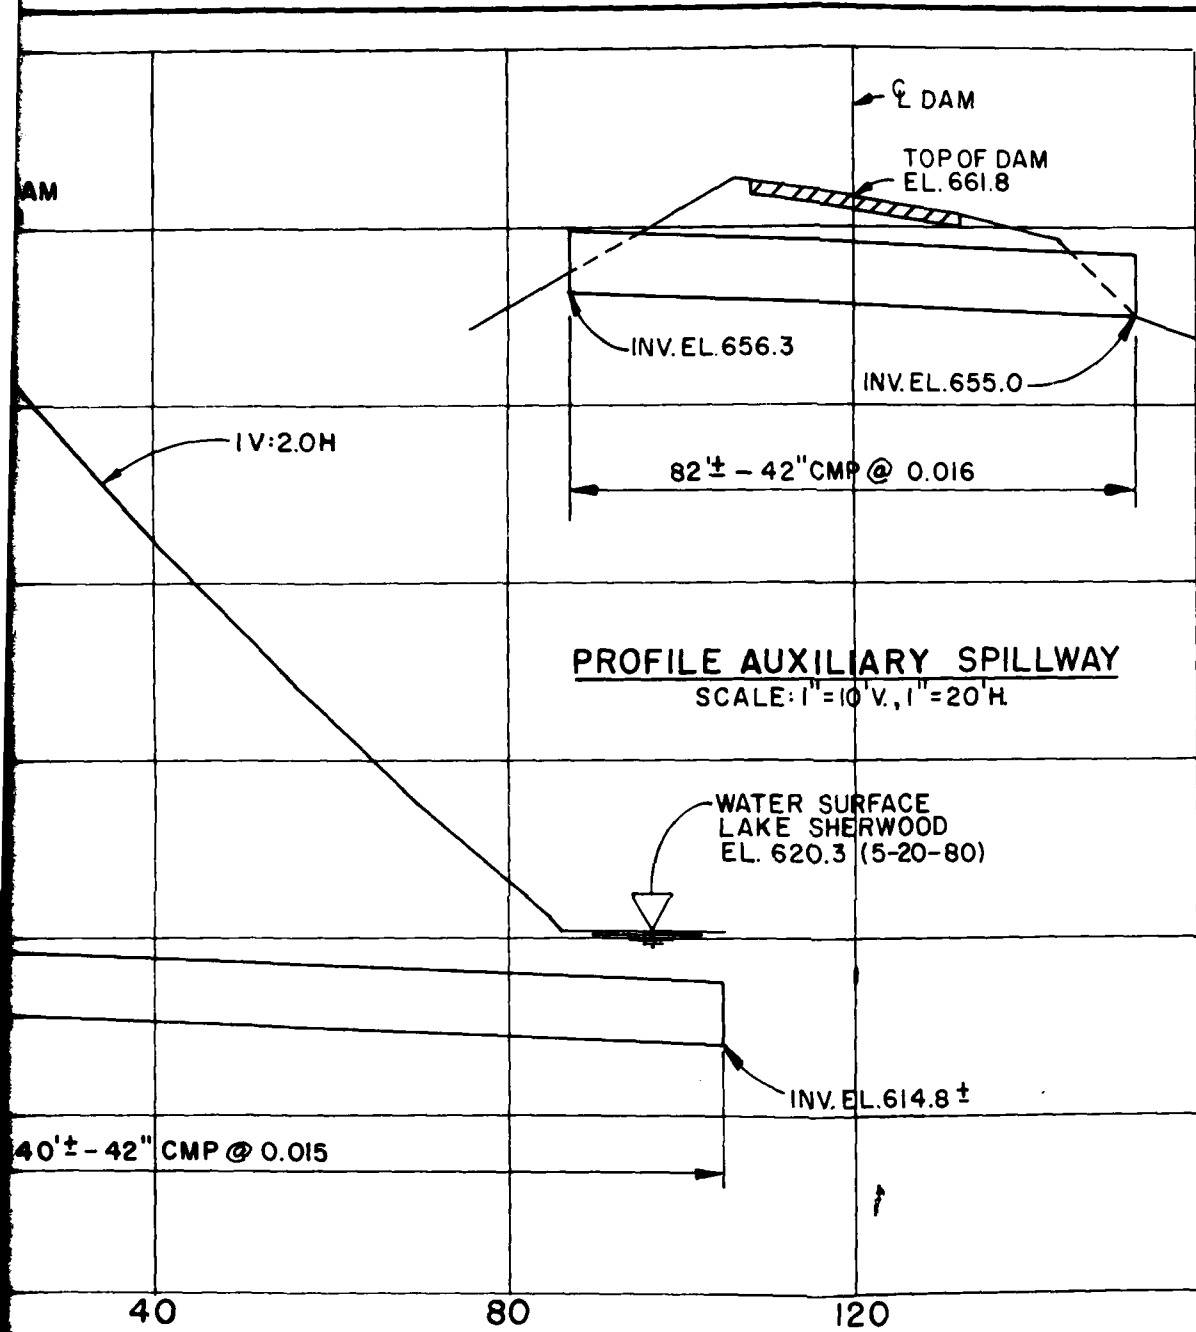 ℄ DAM
TOP OF DAM
EL. 661.8
AM
INV. EL. 656.3
INV. EL. 655.0
1V:2.0H
82'± - 42" CMP @ 0.016
PROFILE AUXILIARY SPILLWAY
SCALE: 1"=10'V., 1"=20'H.
WATER SURFACE
LAKE SHERWOOD
EL. 620.3 (5-20-80)
INV. EL. 614.8±
40'± - 42" CMP @ 0.015
40 80 120